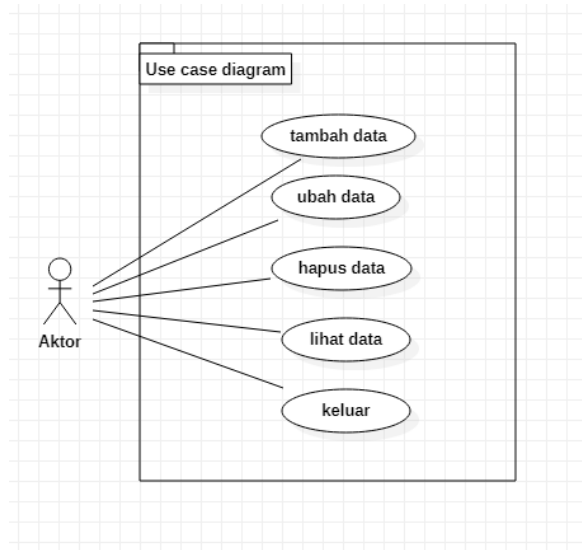 Use case diagram
tambah data
ubah data
hapus data
lihat data
keluar
Aktor